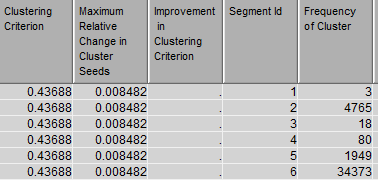 Clustering Criterion Maximum Relative Change in Cluster Seeds Improvement in Clustering Criterion Segment Id Frequency of Cluster
0.43688 0.008482 . 1 3
0.43688 0.008482 . 2 4765
0.43688 0.008482 . 3 18
0.43688 0.008482 . 4 80
0.43688 0.008482 . 5 1949
0.43688 0.008482 . 6 34373